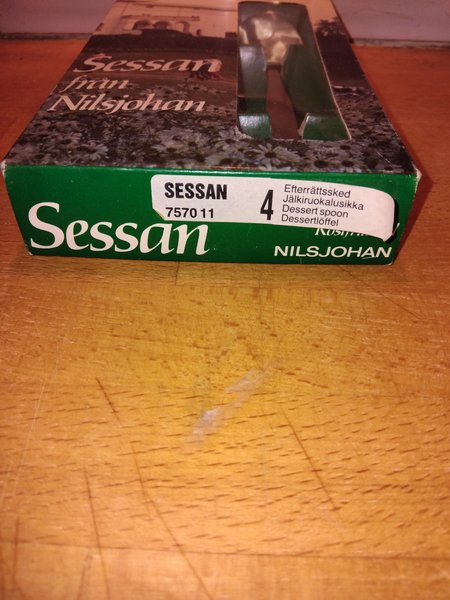 Sessan
från
Nilsjohan
SESSAN
757011
4
Efterrättssked
Jälkiruokalusikka
Dessert spoon
Dessertlöffel
Sessan
NILSJOHAN